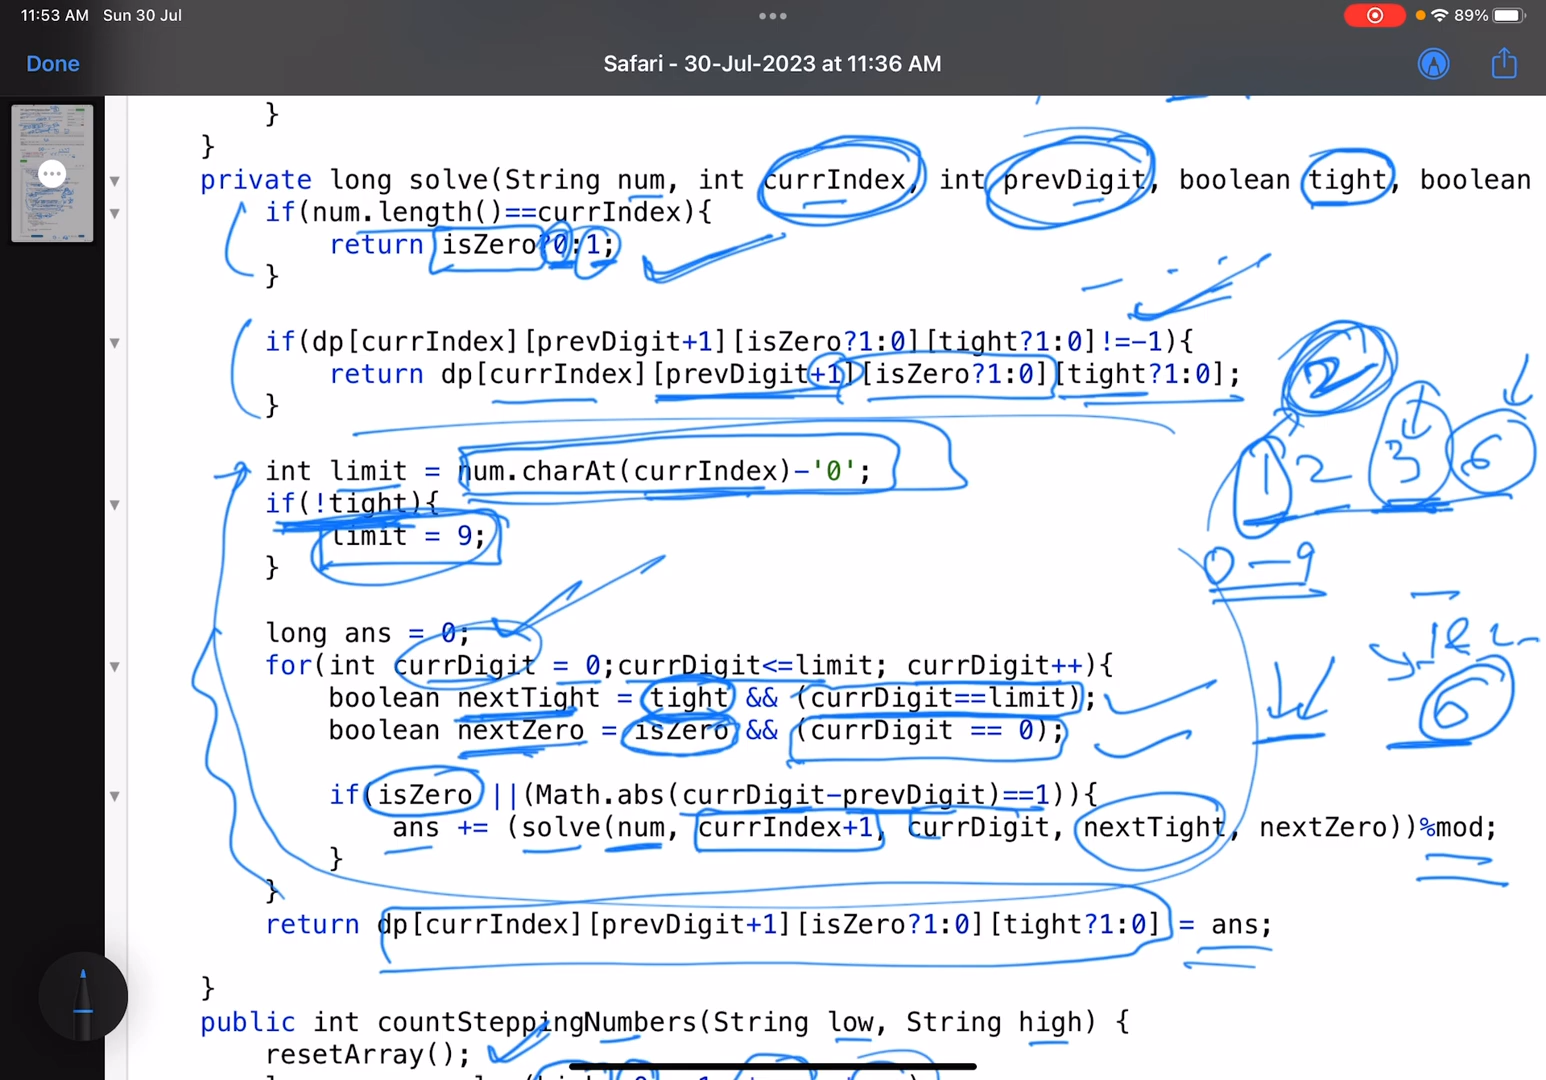 11:53 AM Sun 30 Jul
89%
Done
Safari - 30-Jul-2023 at 11:36 AM
}
}
private long solve(String num, int currIndex, int prevDigit, boolean tight, boolean
if(num.length()==currIndex){
return isZero?0:1;
}
if(dp[currIndex][prevDigit+1][isZero?1:0][tight?1:0]!=-1){
return dp[currIndex][prevDigit+1][isZero?1:0][tight?1:0];
}
2
1 2 3 6
int limit = num.charAt(currIndex)-'0';
if(!tight){
limit = 9;
}
0-9
long ans = 0;
for(int currDigit = 0;currDigit<=limit; currDigit++){
boolean nextTight = tight && (currDigit==limit);
boolean nextZero = isZero && (currDigit == 0);
6
if(isZero ||(Math.abs(currDigit-prevDigit)==1)){
ans += (solve(num, currIndex+1, currDigit, nextTight, nextZero))%mod;
}
}
return dp[currIndex][prevDigit+1][isZero?1:0][tight?1:0] = ans;
}
public int countSteppingNumbers(String low, String high) {
resetArray();